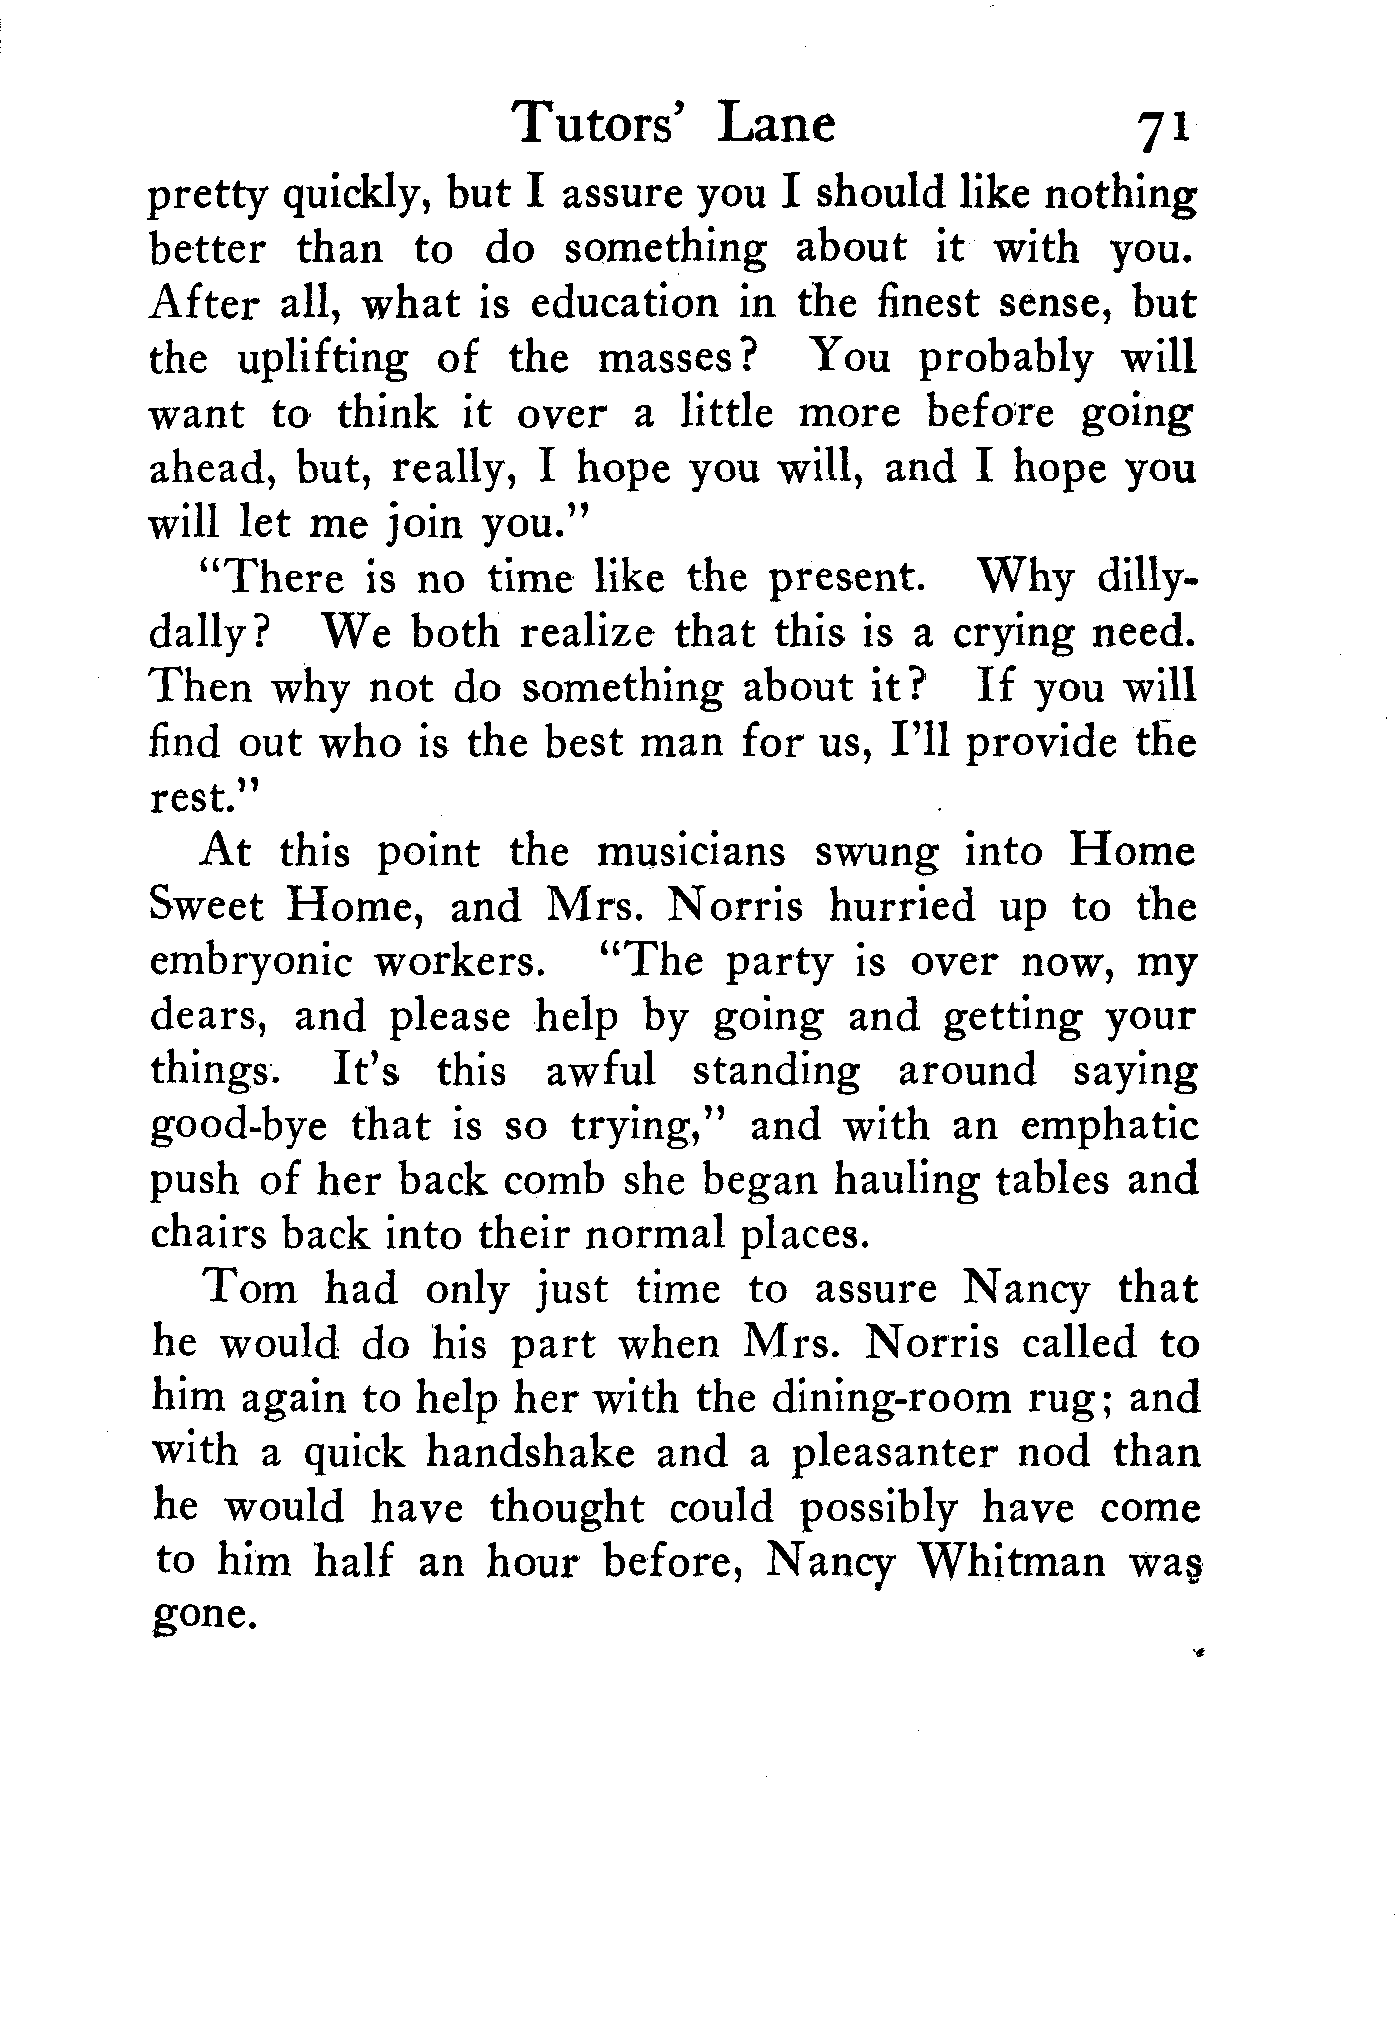 Tutors' Lane 71
pretty quickly, but I assure you I should like nothing
better than to do something about it with you.
After all, what is education in the finest sense, but
the uplifting of the masses? You probably will
want to think it over a little more before going
ahead, but, really, I hope you will, and I hope you
will let me join you."
"There is no time like the present. Why dilly-
dally? We both realize that this is a crying need.
Then why not do something about it? If you will
find out who is the best man for us, I'll provide the
rest."
At this point the musicians swung into Home
Sweet Home, and Mrs. Norris hurried up to the
embryonic workers. "The party is over now, my
dears, and please help by going and getting your
things. It's this awful standing around saying
good-bye that is so trying," and with an emphatic
push of her back comb she began hauling tables and
chairs back into their normal places.
Tom had only just time to assure Nancy that
he would do his part when Mrs. Norris called to
him again to help her with the dining-room rug; and
with a quick handshake and a pleasanter nod than
he would have thought could possibly have come
to him half an hour before, Nancy Whitman was
gone.